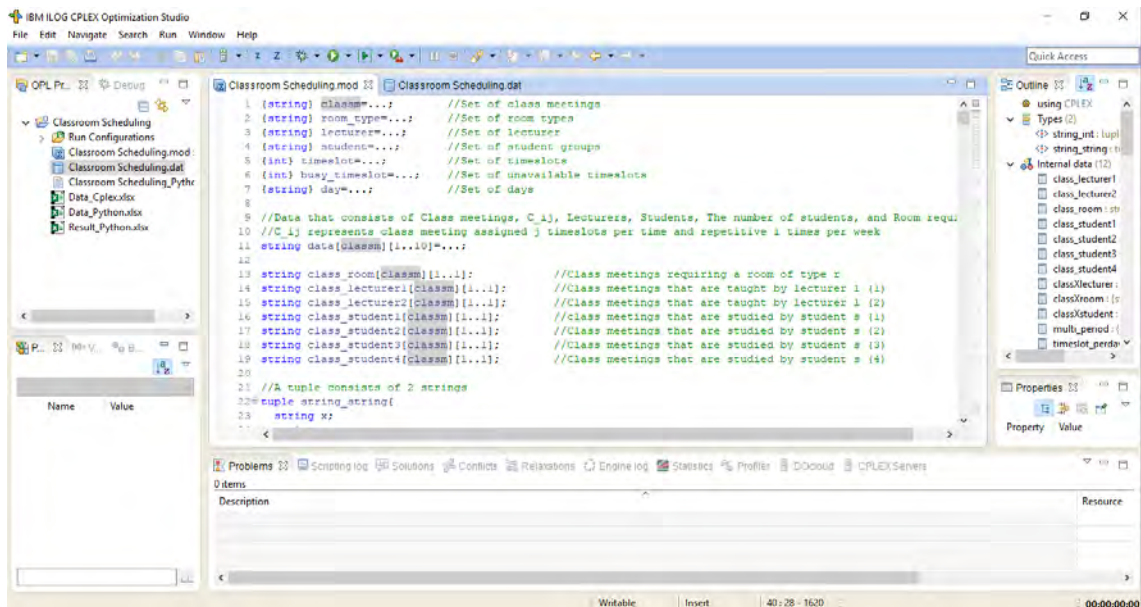 IBM ILOG CPLEX Optimization Studio
File Edit Navigate Search Run Window Help
Quick Access
OPL Pr... Debug
Classroom Scheduling
Run Configurations
Classroom Scheduling.mod
Classroom Scheduling.dat
Classroom Scheduling_Pythc
Data_Cplex.xlsx
Data_Python.xlsx
Result_Python.xlsx
Name Value
Classroom Scheduling.mod Classroom Scheduling.dat
1 {string} classm=...; //Set of class meetings
2 {string} room_type=...; //Set of room types
3 {string} lecturer=...; //Set of lecturer
4 {string} student=...; //Set of student groups
5 {int} timeslot=...; //Set of timeslots
6 {int} busy_timeslot=...; //Set of unavailable timeslots
7 {string} day=...; //Set of days
8
9 //Data that consists of Class meetings, C_ij, Lecturers, Students, The number of students, and Room requi
10 //C_ij represents class meeting assigned j timeslots per time and repetitive i times per week
11 string data[classm][1..10]=...;
12
13 string class_room[classm][1..1]; //Class meetings requiring a room of type r
14 string class_lecturer1[classm][1..1]; //Class meetings that are taught by lecturer l (1)
15 string class_lecturer2[classm][1..1]; //Class meetings that are taught by lecturer l (2)
16 string class_student1[classm][1..1]; //Class meetings that are studied by student s (1)
17 string class_student2[classm][1..1]; //Class meetings that are studied by student s (2)
18 string class_student3[classm][1..1]; //Class meetings that are studied by student s (3)
19 string class_student4[classm][1..1]; //Class meetings that are studied by student s (4)
20
21 //A tuple consists of 2 strings
22 tuple string_string{
23 string x;
Outline
using CPLEX
Types (2)
string_int : tupl
string_string : t
Internal data (12)
class_lecturer1
class_lecturer2
class_room : str
class_student1
class_student2
class_student3
class_student4
classXlecturer :
classXroom : {s
classXstudent :
multi_period : {
timeslot_perday
Properties
Property Value
Problems Scripting log Solutions Conflicts Relaxations Engine log Statistics Profiler DOcloud CPLEX Servers
0 items
Description Resource
Writable Insert 40 : 28 - 1620 00:00:00:00